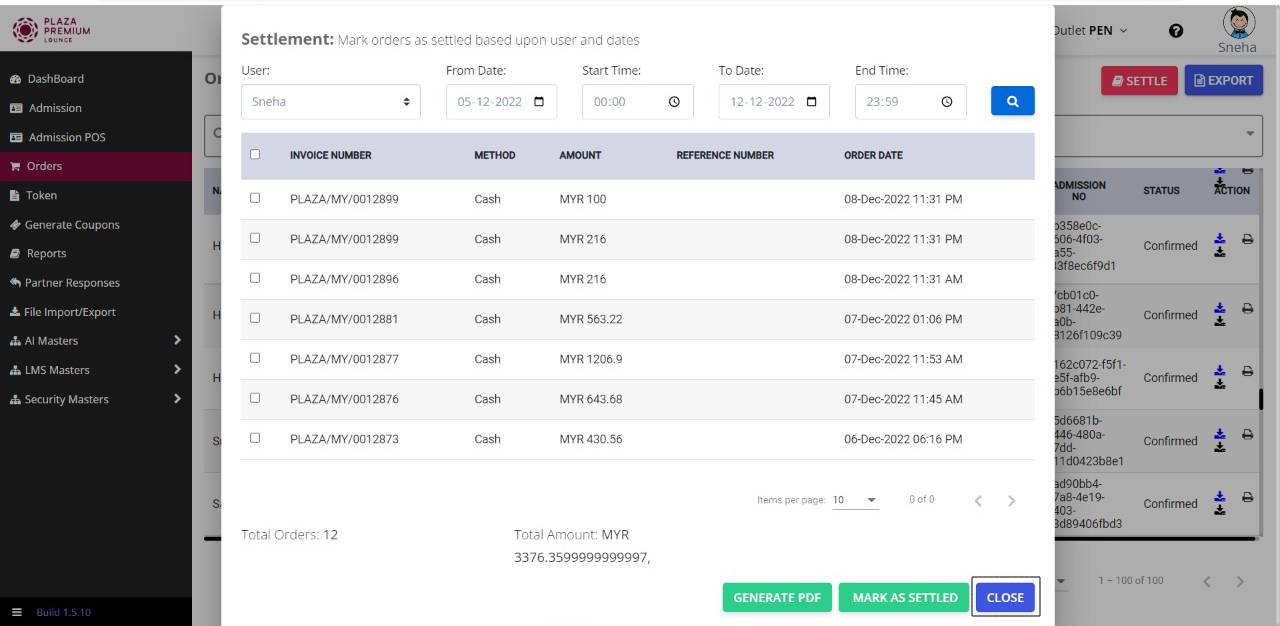 PLAZA
PREMIUM
LOUNGE
DashBoard
Admission
Admission POS
Orders
Token
Generate Coupons
Reports
Partner Responses
File Import/Export
AI Masters
LMS Masters
Security Masters
Build 1.5.10
Settlement: Mark orders as settled based upon user and dates
User: From Date: Start Time: To Date: End Time:
Sneha 05-12-2022 00:00 12-12-2022 23:59
INVOICE NUMBER METHOD AMOUNT REFERENCE NUMBER ORDER DATE
PLAZA/MY/0012899 Cash MYR 100 08-Dec-2022 11:31 PM
PLAZA/MY/0012899 Cash MYR 216 08-Dec-2022 11:31 PM
PLAZA/MY/0012896 Cash MYR 216 08-Dec-2022 11:31 AM
PLAZA/MY/0012881 Cash MYR 563.22 07-Dec-2022 01:06 PM
PLAZA/MY/0012877 Cash MYR 1206.9 07-Dec-2022 11:53 AM
PLAZA/MY/0012876 Cash MYR 643.68 07-Dec-2022 11:45 AM
PLAZA/MY/0012873 Cash MYR 430.56 06-Dec-2022 06:16 PM
Items per page: 10 0 of 0
Total Orders: 12 Total Amount: MYR
3376.3599999999997,
GENERATE PDF MARK AS SETTLED CLOSE
Outlet PEN
Sneha
SETTLE EXPORT
ADMISSION
NO
STATUS ACTION
606-4f03-
a55-
Confirmed
7cb01c0-
b81-442e-
a0b-
8126f109c39
Confirmed
162c072-f5f1-
e5f-afb9-
b6b15e8e6bf
Confirmed
5d6681b-
446-480a-
7dd-
11d0423b8e1
Confirmed
ad90bb4-
7a8-4e19-
403-
3d89406fbd3
Confirmed
1 – 100 of 100